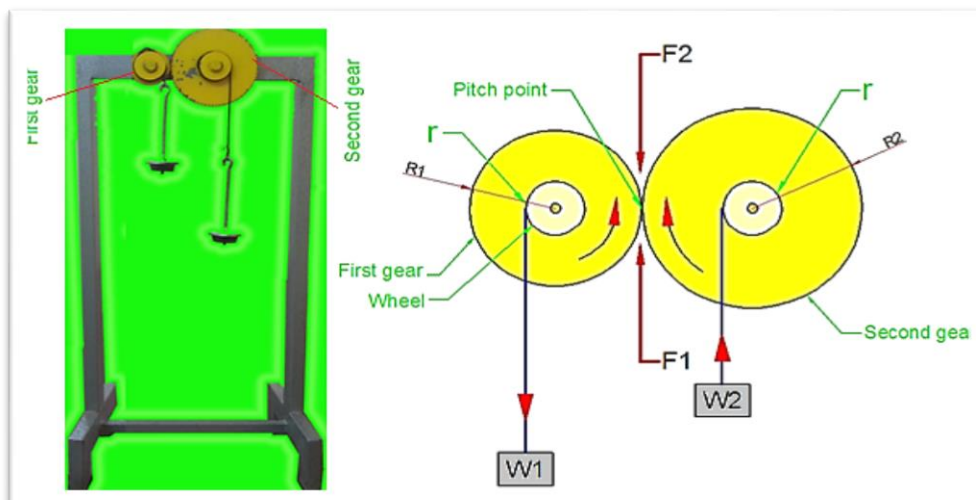 First gear
Second gear
F2
Pitch point
r
r
R1
R2
First gear
Wheel
Second gea
F1
W2
W1